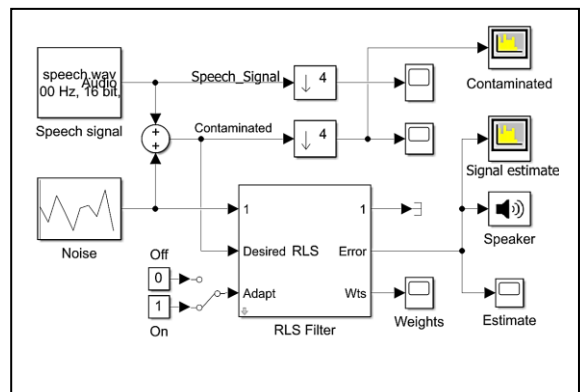 speech.wav
Audio
00 Hz, 16 bit,
Speech signal
Speech_Signal
4
Contaminated
+
+
Contaminated
4
Signal estimate
Noise
1
1
Desired
RLS
Error
Speaker
Off
0
Adapt
Wts
1
On
RLS Filter
Weights
Estimate